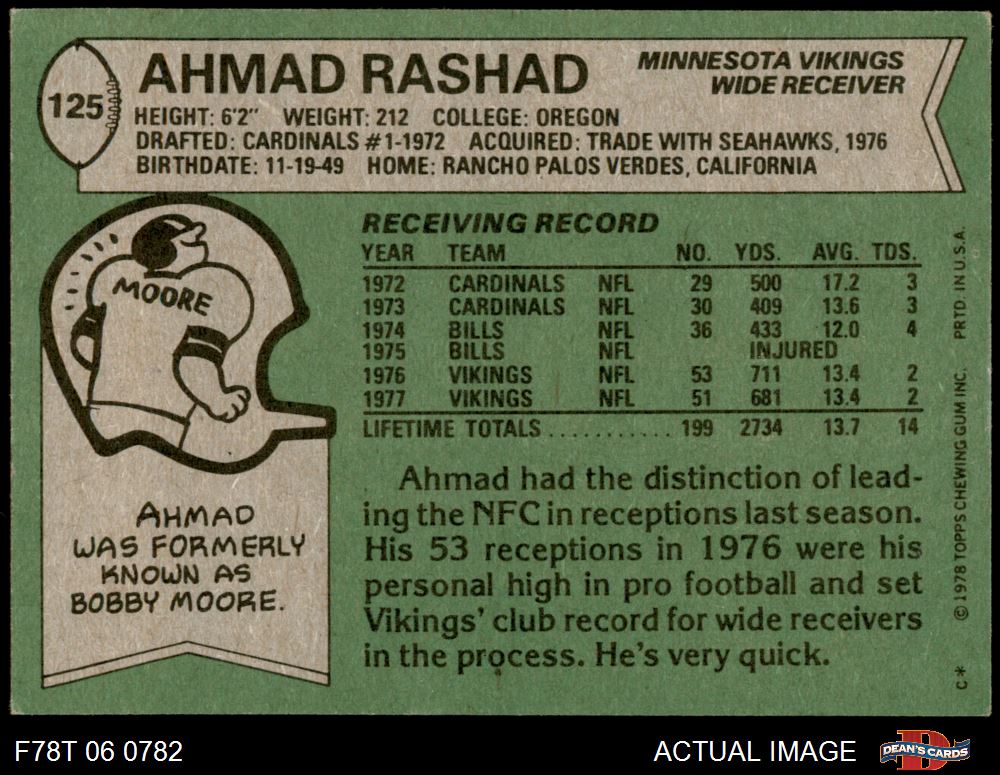 125
AHMAD RASHAD
MINNESOTA VIKINGS
WIDE RECEIVER
HEIGHT: 6'2" WEIGHT: 212 COLLEGE: OREGON
DRAFTED: CARDINALS #1-1972 ACQUIRED: TRADE WITH SEAHAWKS, 1976
BIRTHDATE: 11-19-49 HOME: RANCHO PALOS VERDES, CALIFORNIA
MOORE
AHMAD
WAS FORMERLY
KNOWN AS
BOBBY MOORE.
RECEIVING RECORD
YEAR TEAM NO. YDS. AVG. TDS.
1972 CARDINALS NFL 29 500 17.2 3
1973 CARDINALS NFL 30 409 13.6 3
1974 BILLS NFL 36 433 12.0 4
1975 BILLS NFL INJURED
1976 VIKINGS NFL 53 711 13.4 2
1977 VIKINGS NFL 51 681 13.4 2
LIFETIME TOTALS............ 199 2734 13.7 14
Ahmad had the distinction of lead-
ing the NFC in receptions last season.
His 53 receptions in 1976 were his
personal high in pro football and set
Vikings' club record for wide receivers
in the process. He's very quick.
C* © 1978 TOPPS CHEWING GUM INC. PRTD. IN U.S.A.
F78T 06 0782
ACTUAL IMAGE
D
DEAN'S CARDS